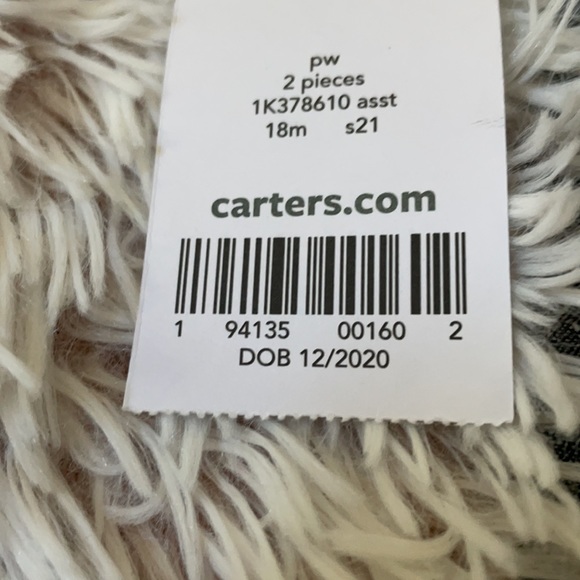 pw
2 pieces
1K378610 asst
18m s21
carters.com
1 94135 00160 2
DOB 12/2020